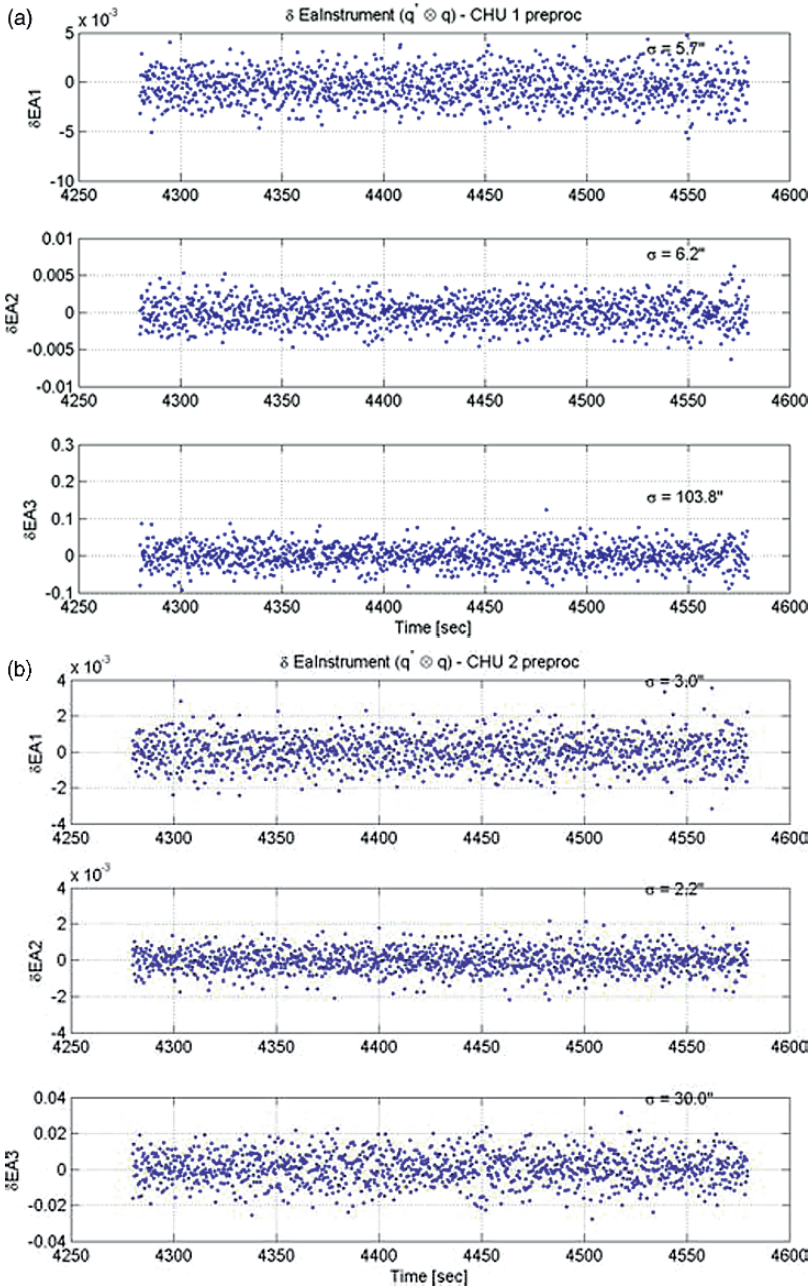 (a)
δ EaInstrument (q* ⊗ q) - CHU 1 preproc
x 10⁻³
5
0
-5
-10
δEA1
σ = 5.7"
4250 4300 4350 4400 4450 4500 4550 4600
0.01
0.005
0
-0.005
-0.01
δEA2
σ = 6.2"
4250 4300 4350 4400 4450 4500 4550 4600
0.3
0.2
0.1
0
-0.1
δEA3
σ = 103.8"
4250 4300 4350 4400 4450 4500 4550 4600
Time [sec]
(b)
δ EaInstrument (q* ⊗ q) - CHU 2 preproc
x 10⁻³
4
2
0
-2
-4
δEA1
σ = 3.0"
4250 4300 4350 4400 4450 4500 4550 4600
x 10⁻³
4
2
0
-2
-4
δEA2
σ = 2.2"
4250 4300 4350 4400 4450 4500 4550 4600
0.04
0.02
0
-0.02
-0.04
δEA3
σ = 30.0"
4250 4300 4350 4400 4450 4500 4550 4600
Time [sec]